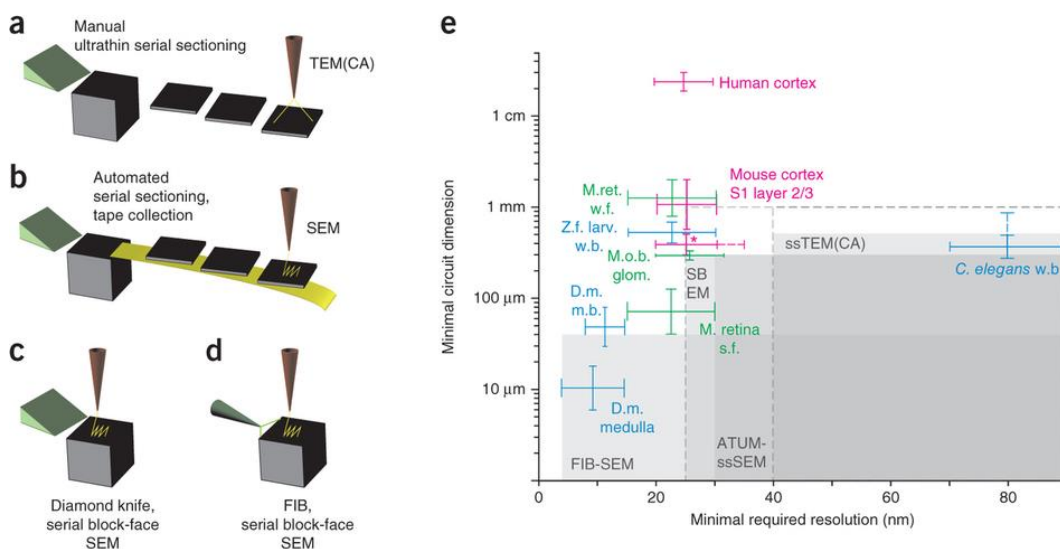 a
Manual
ultrathin serial sectioning
TEM(CA)
b
Automated
serial sectioning,
tape collection
SEM
c
d
Diamond knife,
serial block-face
SEM
FIB,
serial block-face
SEM
e
Minimal circuit dimension
1 cm
1 mm
100 µm
10 µm
Human cortex
Mouse cortex
S1 layer 2/3
M.ret.
w.f.
Z.f. larv.
w.b.
*
M.o.b.
glom.
SB
EM
ssTEM(CA)
C. elegans w.b.
D.m.
m.b.
M. retina
s.f.
D.m.
medulla
FIB-SEM
ATUM-
ssSEM
0
20
40
60
80
Minimal required resolution (nm)